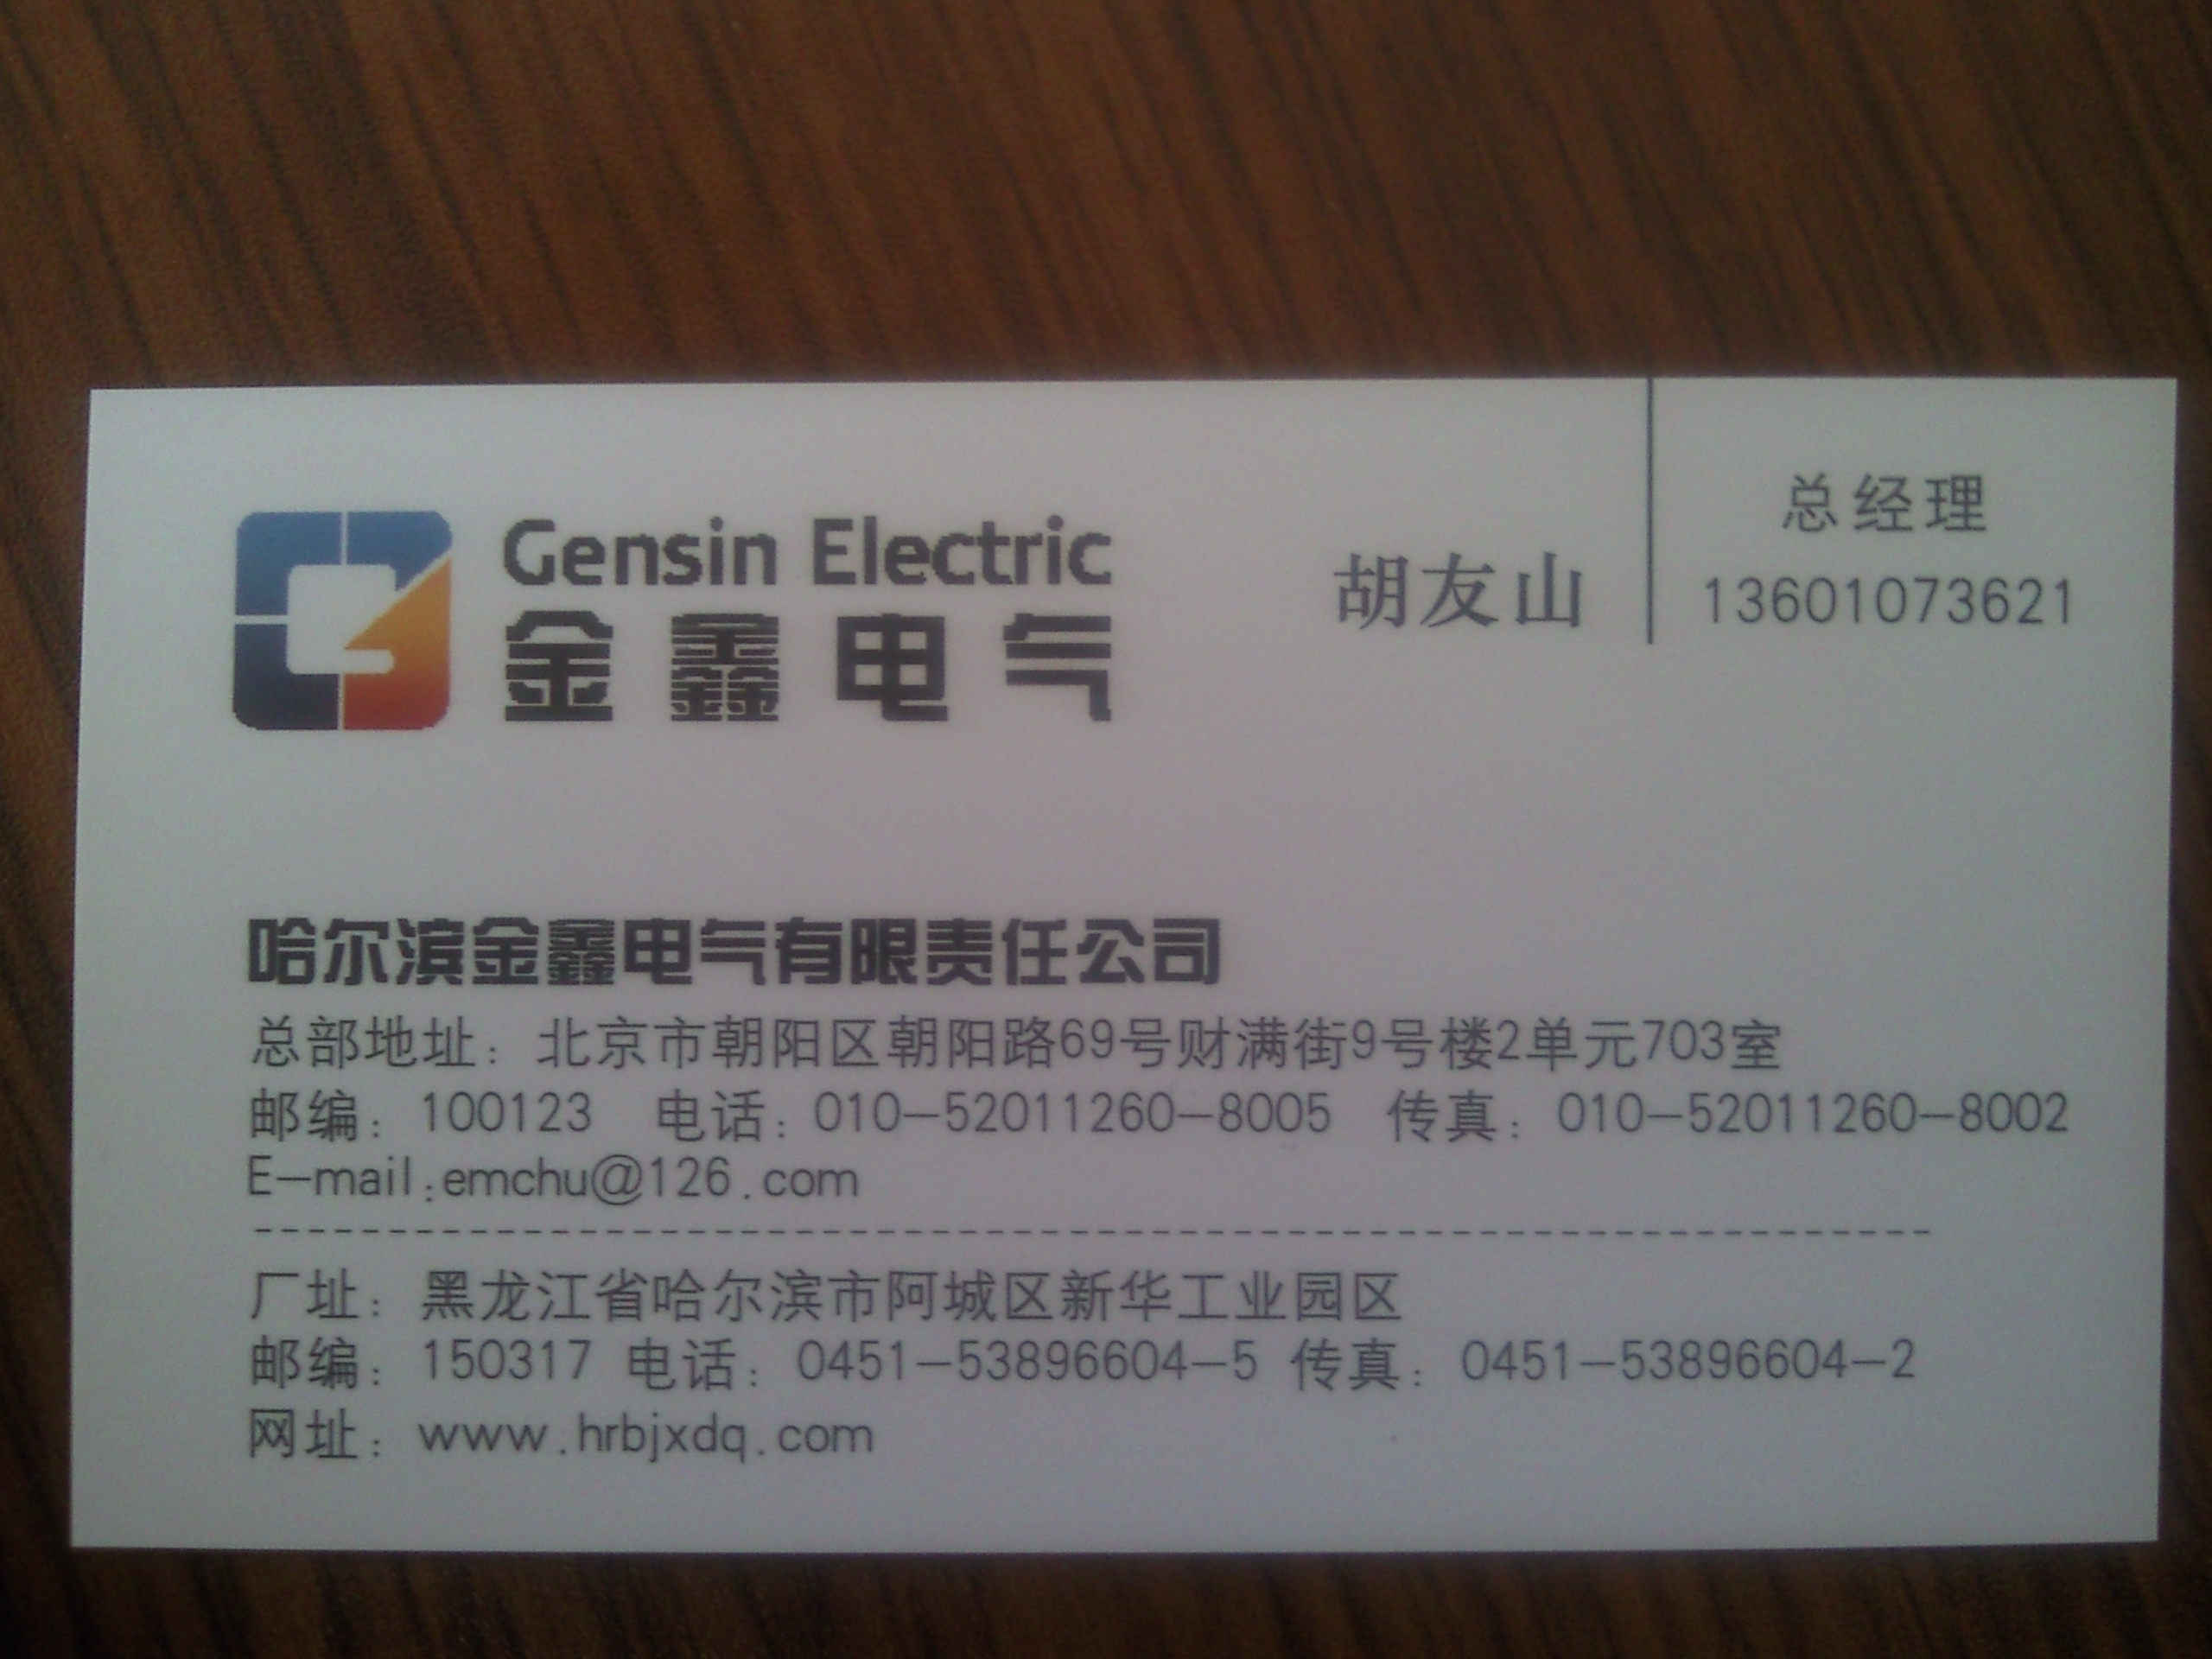 Gensin Electric
金鑫电气
胡友山
总经理
13601073621
哈尔滨金鑫电气有限责任公司
总部地址：北京市朝阳区朝阳路69号财满街9号楼2单元703室
邮编：100123 电话：010-52011260-8005 传真：010-52011260-8002
E-mail:emchu@126.com
厂址：黑龙江省哈尔滨市阿城区新华工业园区
邮编：150317 电话：0451-53896604-5 传真：0451-53896604-2
网址：www.hrbjxdq.com